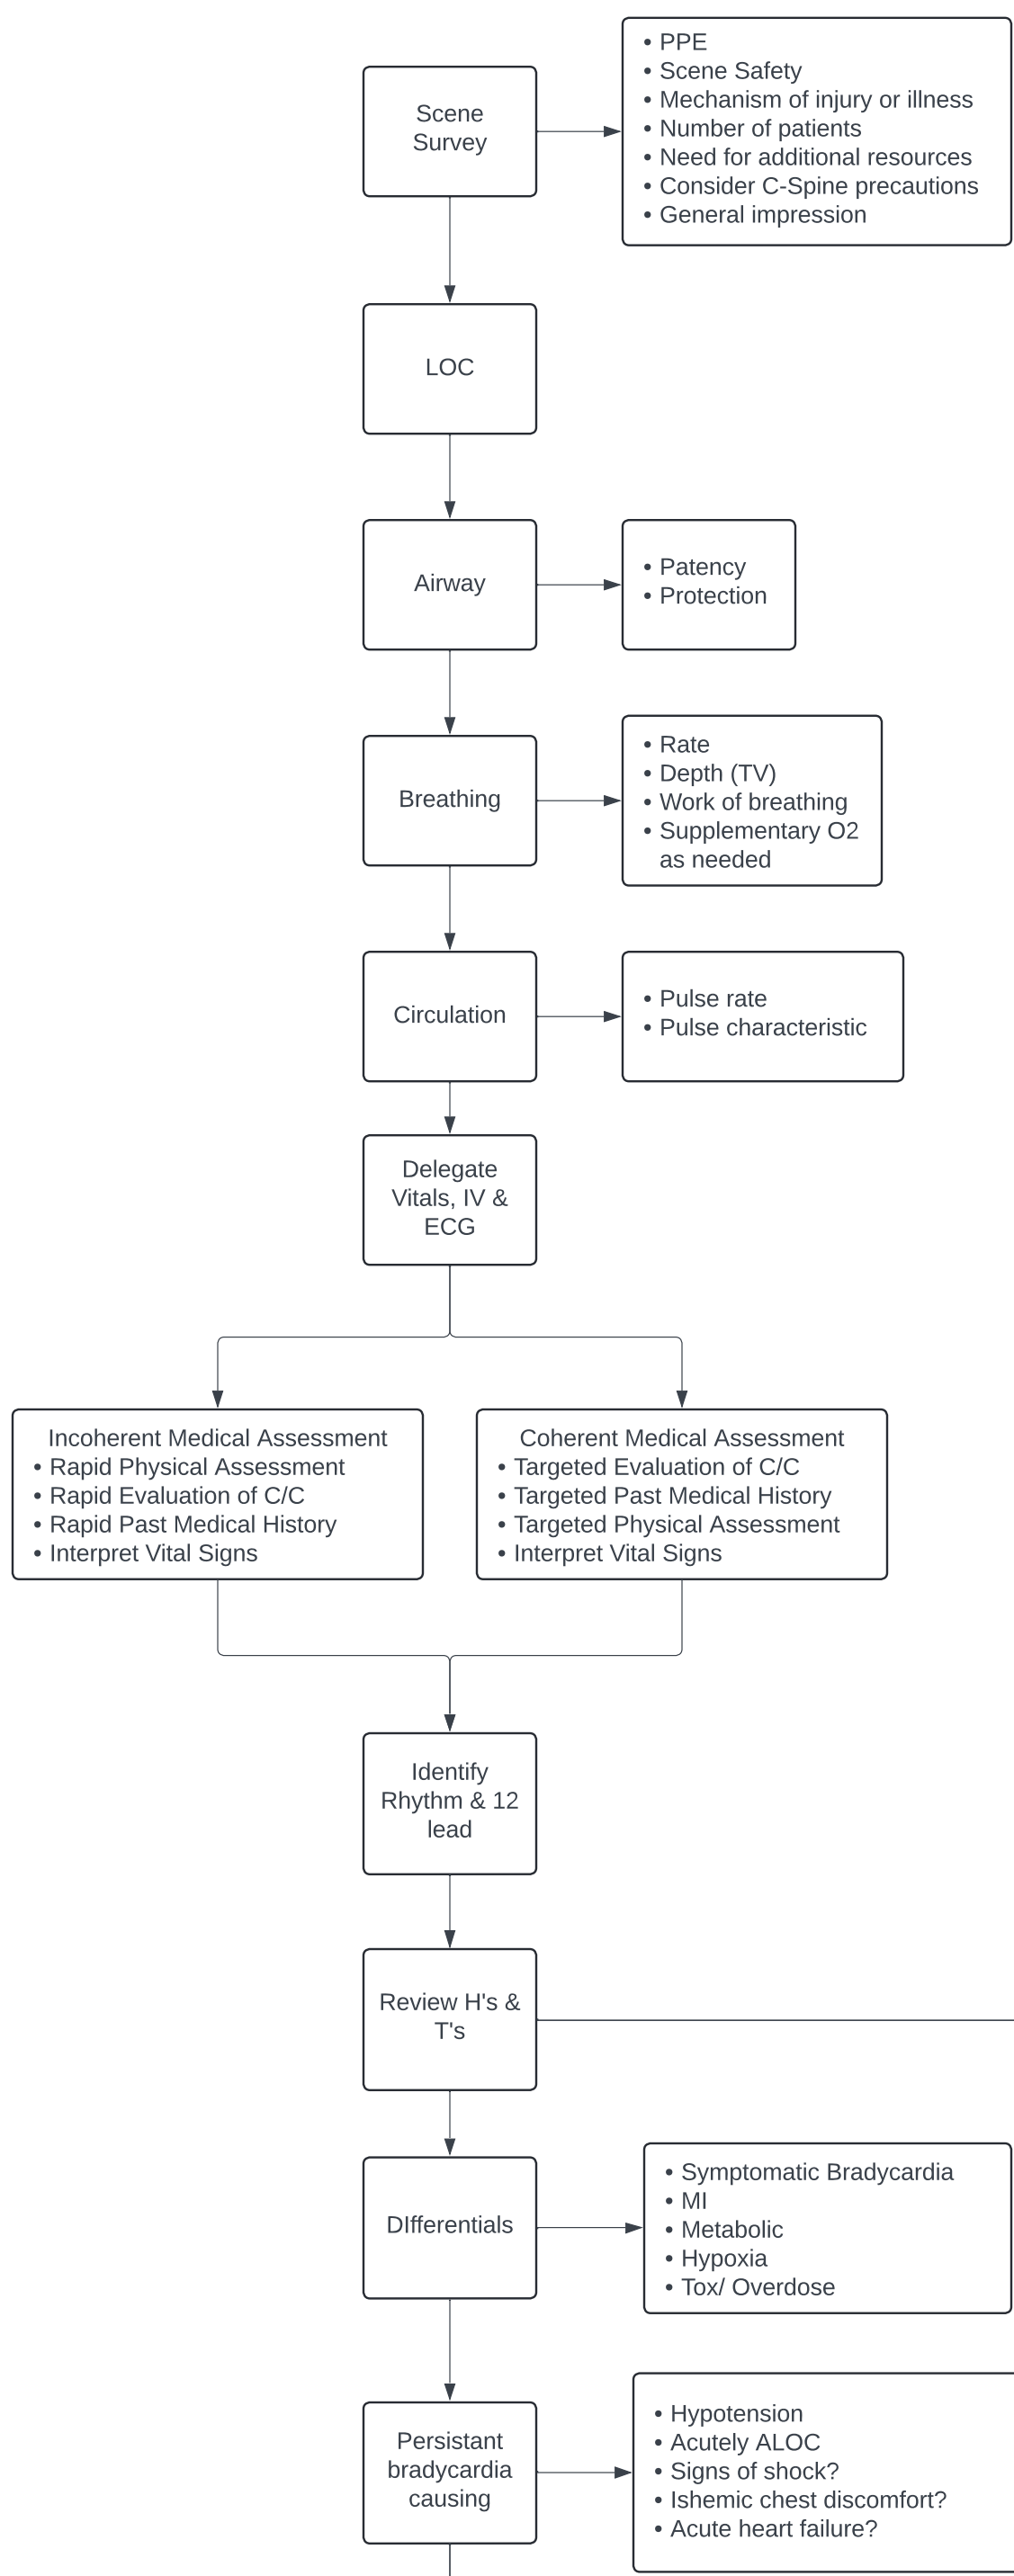 Scene
Survey
• PPE
• Scene Safety
• Mechanism of injury or illness
• Number of patients
• Need for additional resources
• Consider C-Spine precautions
• General impression
LOC
Airway
• Patency
• Protection
Breathing
• Rate
• Depth (TV)
• Work of breathing
• Supplementary O2
as needed
Circulation
• Pulse rate
• Pulse characteristic
Delegate
Vitals, IV &
ECG
Incoherent Medical Assessment
• Rapid Physical Assessment
• Rapid Evaluation of C/C
• Rapid Past Medical History
• Interpret Vital Signs
Coherent Medical Assessment
• Targeted Evaluation of C/C
• Targeted Past Medical History
• Targeted Physical Assessment
• Interpret Vital Signs
Identify
Rhythm & 12
lead
Review H's &
T's
DIfferentials
• Symptomatic Bradycardia
• MI
• Metabolic
• Hypoxia
• Tox/ Overdose
Persistant
bradycardia
causing
• Hypotension
• Acutely ALOC
• Signs of shock?
• Ishemic chest discomfort?
• Acute heart failure?